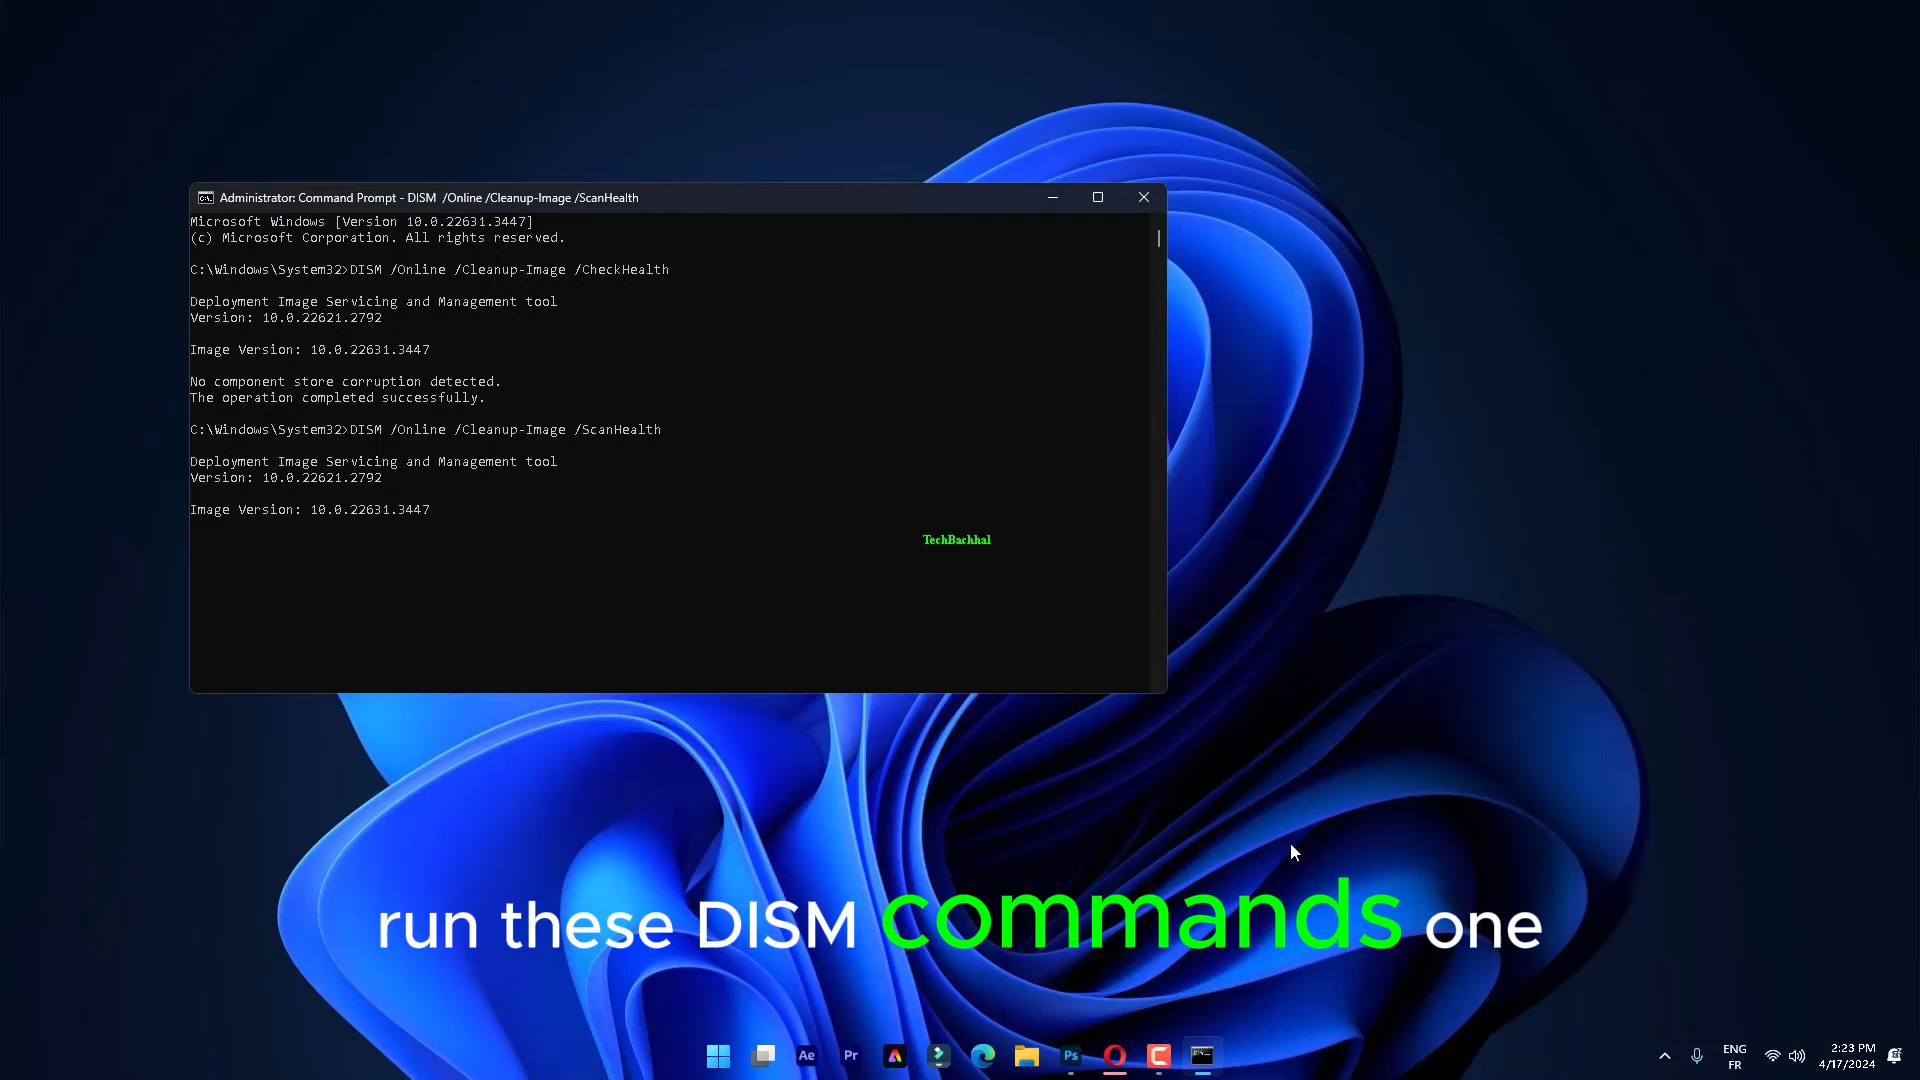 Administrator: Command Prompt - DISM  /Online /Cleanup-Image /ScanHealth
Microsoft Windows [Version 10.0.22631.3447]
(c) Microsoft Corporation. All rights reserved.
C:\Windows\System32>DISM /Online /Cleanup-Image /CheckHealth
Deployment Image Servicing and Management tool
Version: 10.0.22621.2792
Image Version: 10.0.22631.3447
No component store corruption detected.
The operation completed successfully.
C:\Windows\System32>DISM /Online /Cleanup-Image /ScanHealth
Deployment Image Servicing and Management tool
Version: 10.0.22621.2792
Image Version: 10.0.22631.3447
TechBachhal
run these DISM commands one
Ae
Pr
Ps
ENG
FR
2:23 PM
4/17/2024